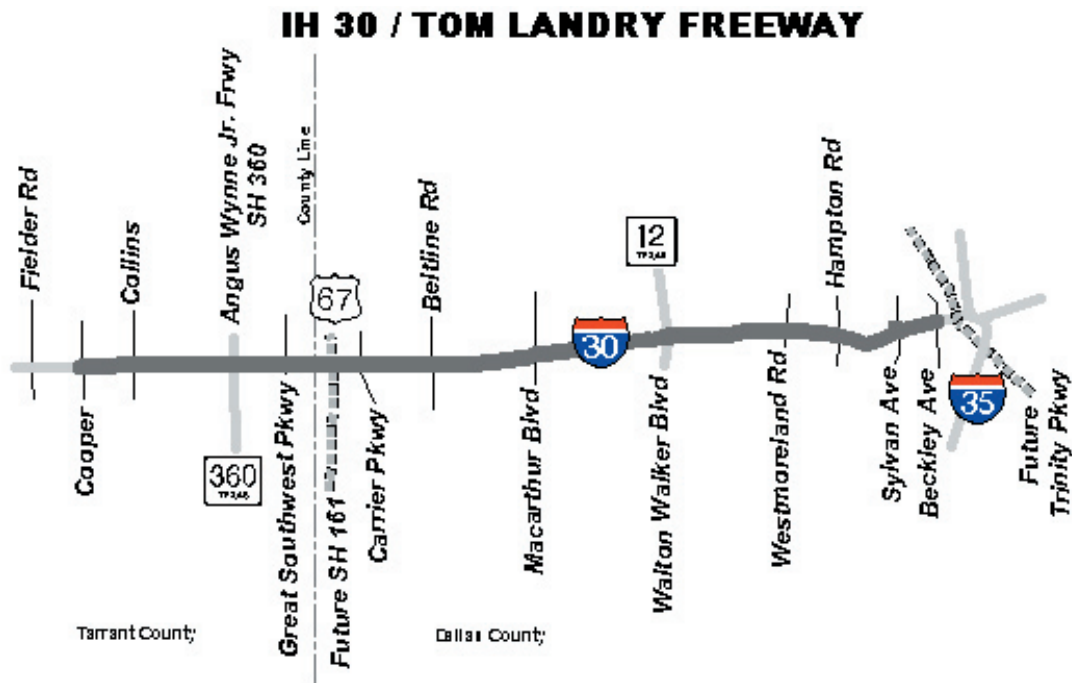 IH 30 / TOM LANDRY FREEWAY
Fielder Rd
Cooper
Collins
Angus Wynne Jr. Frwy
SH 360
360
TEXAS
Great Southwest Pkwy
County Line
67
Future SH 161
Carrier Pkwy
Beltline Rd
Macarthur Blvd
30
12
TEXAS
Walton Walker Blvd
Westmoreland Rd
Hampton Rd
Sylvan Ave
Beckley Ave
35
Future
Trinity Pkwy
Tarrant County
Dallas County